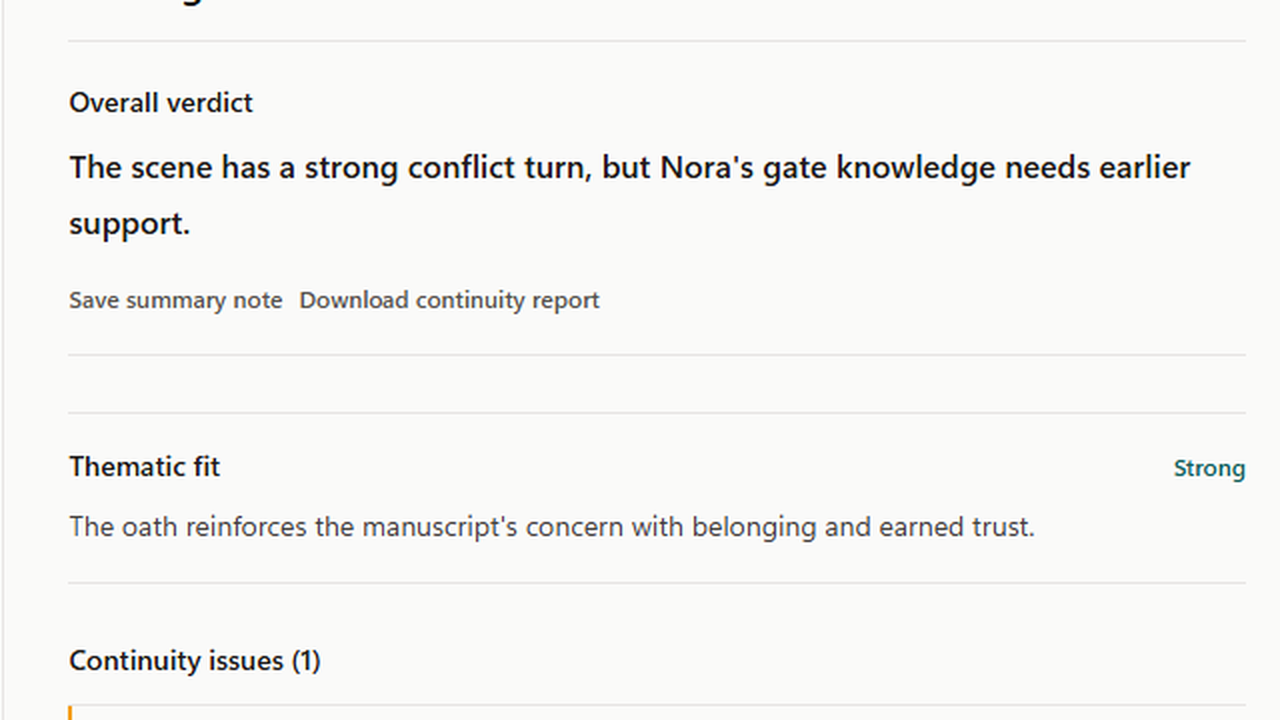 Overall verdict
The scene has a strong conflict turn, but Nora's gate knowledge needs earlier
support.
Save summary note Download continuity report
Thematic fit
Strong
The oath reinforces the manuscript's concern with belonging and earned trust.
Continuity issues (1)